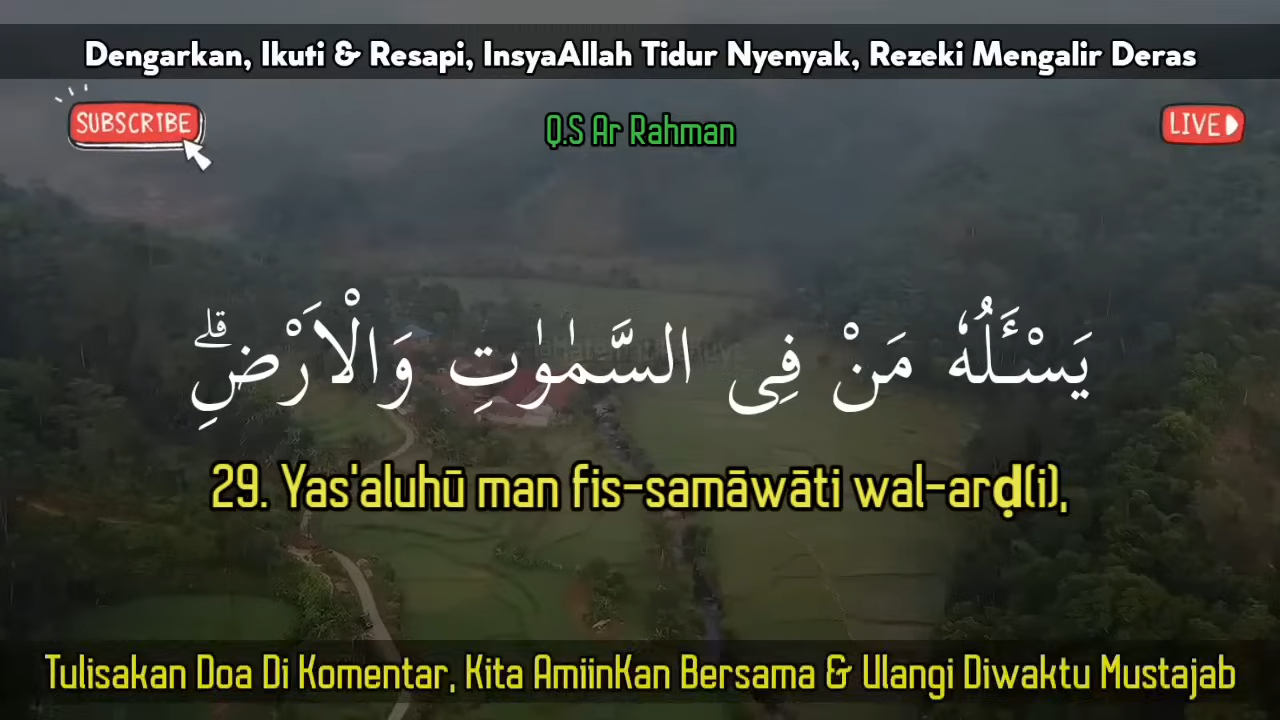 Dengarkan, Ikuti & Resapi, InsyaAllah Tidur Nyenyak, Rezeki Mengalir Deras
SUBSCRIBE
Q.S Ar Rahman
LIVE
يَسْـَٔلُهٗ مَنْ فِى السَّمٰوٰتِ وَالْاَرْضِۗ
29. Yas'aluhū man fis-samāwāti wal-arḍ(i),
Tulisakan Doa Di Komentar, Kita AmiinKan Bersama & Ulangi Diwaktu Mustajab